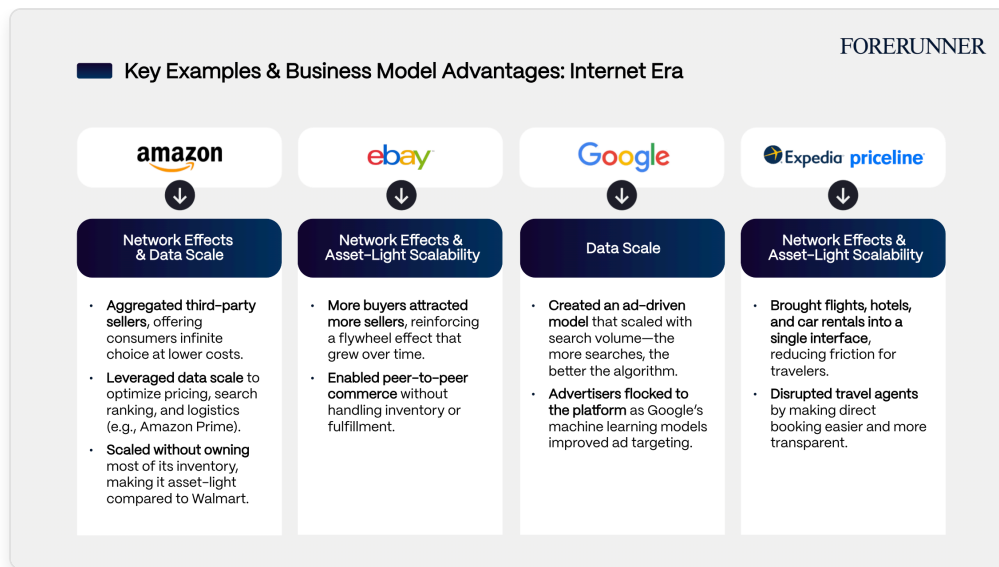 FORERUNNER
Key Examples & Business Model Advantages: Internet Era
amazon
Network Effects
& Data Scale
• Aggregated third-party
sellers, offering
consumers infinite
choice at lower costs.
• Leveraged data scale to
optimize pricing, search
ranking, and logistics
(e.g., Amazon Prime).
• Scaled without owning
most of its inventory,
making it asset-light
compared to Walmart.
ebay
Network Effects &
Asset-Light Scalability
• More buyers attracted
more sellers, reinforcing
a flywheel effect that
grew over time.
• Enabled peer-to-peer
commerce without
handling inventory or
fulfillment.
Google
Data Scale
• Created an ad-driven
model that scaled with
search volume—the
more searches, the
better the algorithm.
• Advertisers flocked to
the platform as Google's
machine learning models
improved ad targeting.
Expedia priceline
Network Effects &
Asset-Light Scalability
• Brought flights, hotels,
and car rentals into a
single interface,
reducing friction for
travelers.
• Disrupted travel agents
by making direct
booking easier and more
transparent.